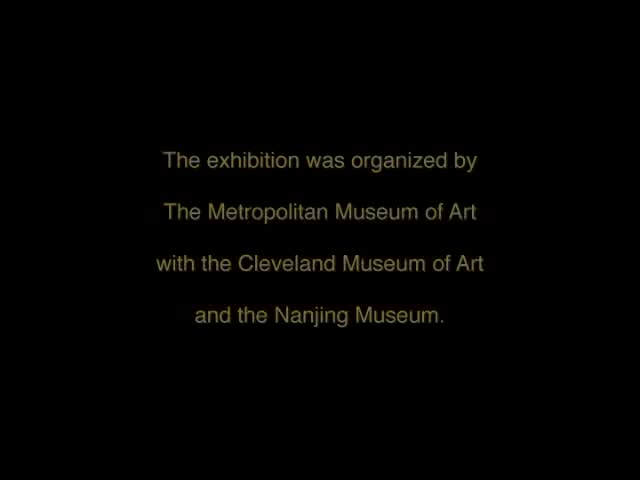 The exhibition was organized by
The Metropolitan Museum of Art
with the Cleveland Museum of Art
and the Nanjing Museum.